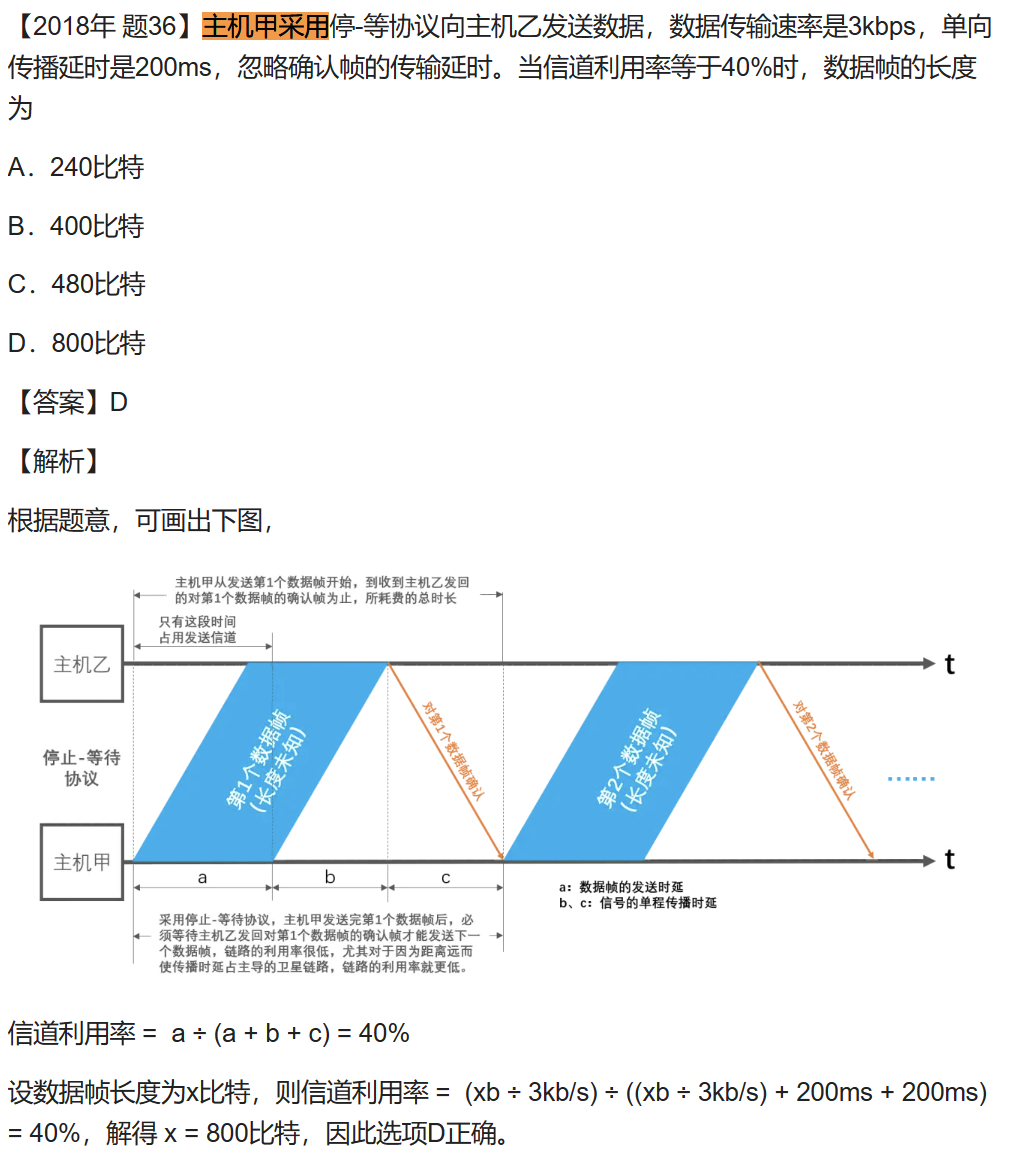 【2018年 题36】主机甲采用停-等协议向主机乙发送数据，数据传输速率是3kbps，单向
传播延时是200ms，忽略确认帧的传输延时。当信道利用率等于40%时，数据帧的长度
为
A．240比特
B．400比特
C．480比特
D．800比特
【答案】D
【解析】
根据题意，可画出下图，
主机甲从发送第1个数据帧开始，到收到主机乙发回
的对第1个数据帧的确认帧为止，所耗费的总时长
只有这段时间
占用发送信道
主机乙
t
第1个数据帧
(长度未知)
对第1个数据帧确认
第2个数据帧
(长度未知)
对第2个数据帧确认
停止-等待
协议
······
主机甲
t
a
b
c
a：数据帧的发送时延
b、c：信号的单程传播时延
采用停止-等待协议，主机甲发送完第1个数据帧后，必
须等待主机乙发回对第1个数据帧的确认帧才能发送下一
个数据帧，链路的利用率很低，尤其对于因为距离远而
使传播时延占主导的卫星链路，链路的利用率就更低。
信道利用率 = a ÷ (a + b + c) = 40%
设数据帧长度为x比特，则信道利用率 = (xb ÷ 3kb/s) ÷ ((xb ÷ 3kb/s) + 200ms + 200ms)
= 40%，解得 x = 800比特，因此选项D正确。